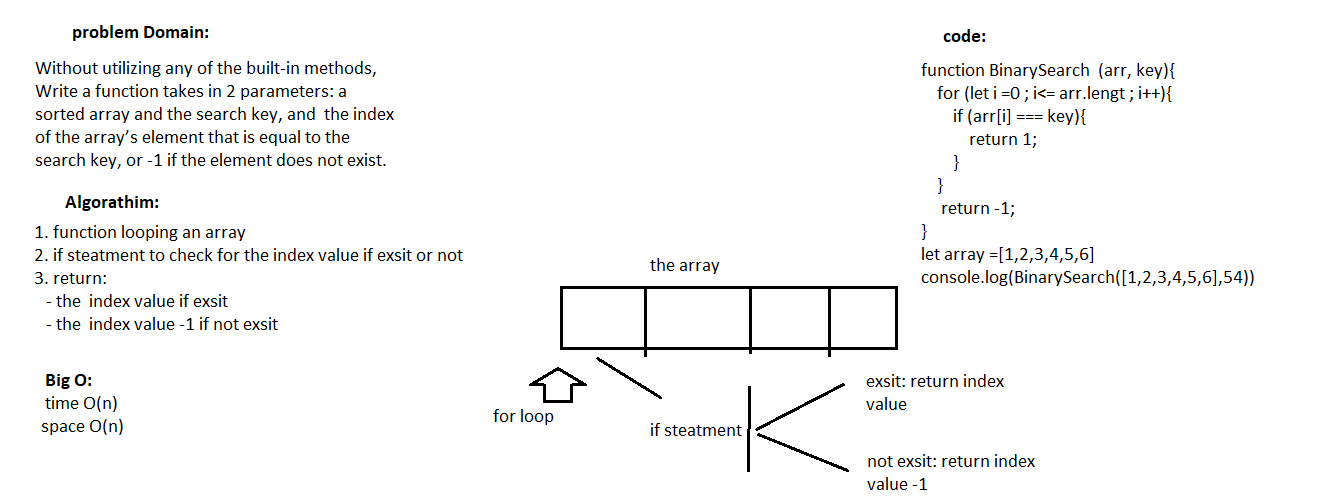 problem Domain:
Without utilizing any of the built-in methods,
Write a function takes in 2 parameters: a
sorted array and the search key, and  the index
of the array’s element that is equal to the
search key, or -1 if the element does not exist.
Algorathim:
1. function looping an array
2. if steatment to check for the index value if exsit or not
3. return:
- the  index value if exsit
- the  index value -1 if not exsit
Big O:
time O(n)
space O(n)
the array
for loop
if steatment
exsit: return index
value
not exsit: return index
value -1
code:
function BinarySearch  (arr, key){
for (let i =0 ; i<= arr.lengt ; i++){
if (arr[i] === key){
return 1;
}
}
return -1;
}
let array =[1,2,3,4,5,6]
console.log(BinarySearch([1,2,3,4,5,6],54))